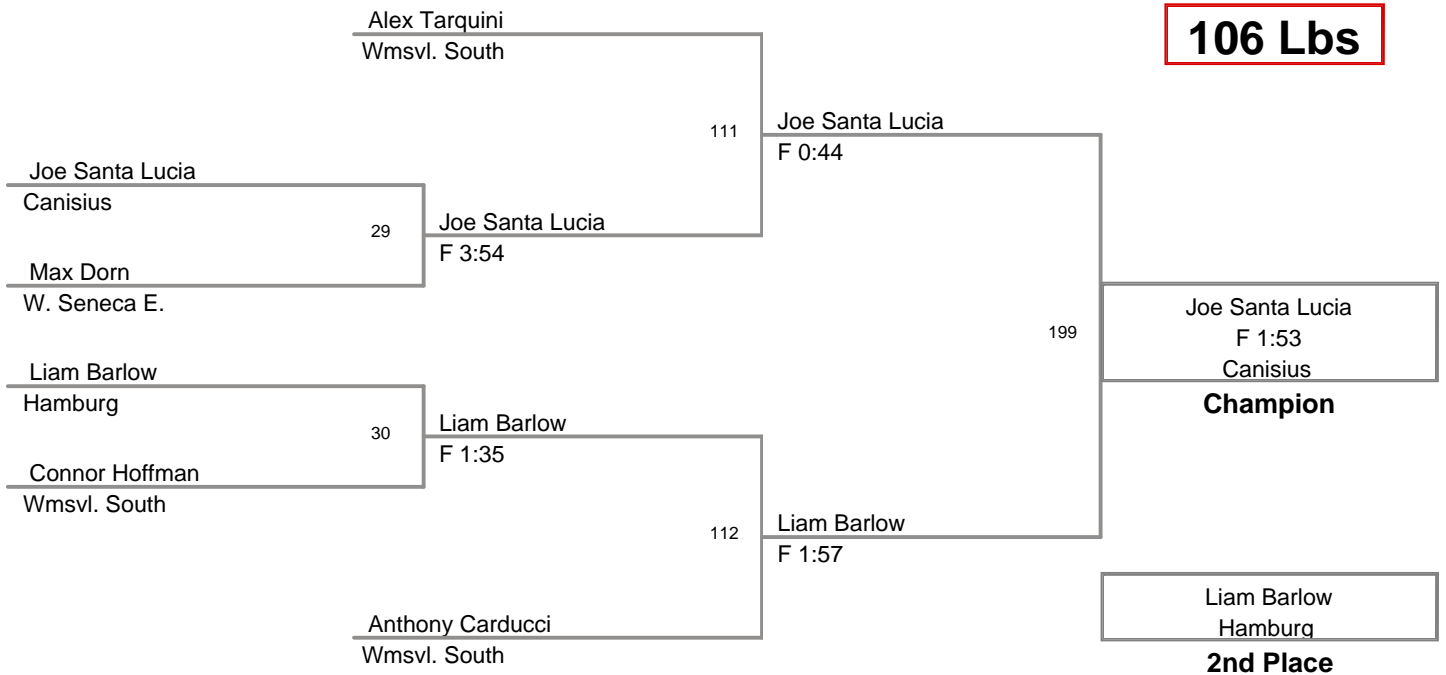 Alex Tarquini
Wmsvl. South
106 Lbs
111
Joe Santa Lucia
F 0:44
Joe Santa Lucia
Canisius
29
Joe Santa Lucia
F 3:54
Max Dorn
W. Seneca E.
199
Joe Santa Lucia
F 1:53
Canisius
Champion
Liam Barlow
Hamburg
30
Liam Barlow
F 1:35
Connor Hoffman
Wmsvl. South
112
Liam Barlow
F 1:57
Anthony Carducci
Wmsvl. South
Liam Barlow
Hamburg
2nd Place